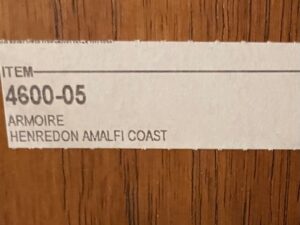 ITEM
4600-05
ARMOIRE
HENREDON AMALFI COAST